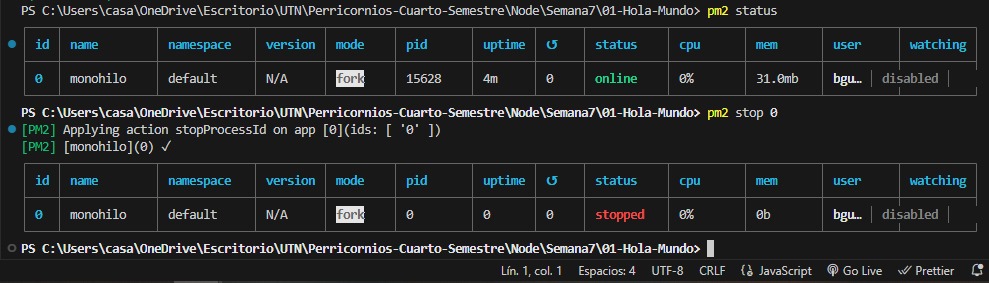 PS C:\Users\casa\OneDrive\Escritorio\UTN\Perricornios-Cuarto-Semestre\Node\Semana7\01-Hola-Mundo> pm2 status
id name namespace version mode pid uptime ↺ status cpu mem user watching
0 monohilo default N/A fork 15628 4m 0 online 0% 31.0mb bgu… disabled
PS C:\Users\casa\OneDrive\Escritorio\UTN\Perricornios-Cuarto-Semestre\Node\Semana7\01-Hola-Mundo> pm2 stop 0
[PM2] Applying action stopProcessId on app [0](ids: [ '0' ])
[PM2] [monohilo](0) ✓
id name namespace version mode pid uptime ↺ status cpu mem user watching
0 monohilo default N/A fork 0 0 0 stopped 0% 0b bgu… disabled
PS C:\Users\casa\OneDrive\Escritorio\UTN\Perricornios-Cuarto-Semestre\Node\Semana7\01-Hola-Mundo>
Lín. 1, col. 1 Espacios: 4 UTF-8 CRLF JavaScript Go Live Prettier